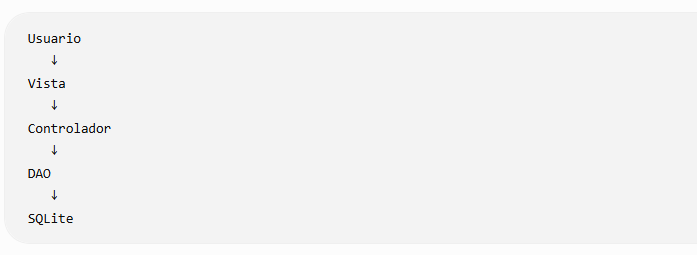 Usuario
↓
Vista
↓
Controlador
↓
DAO
↓
SQLite